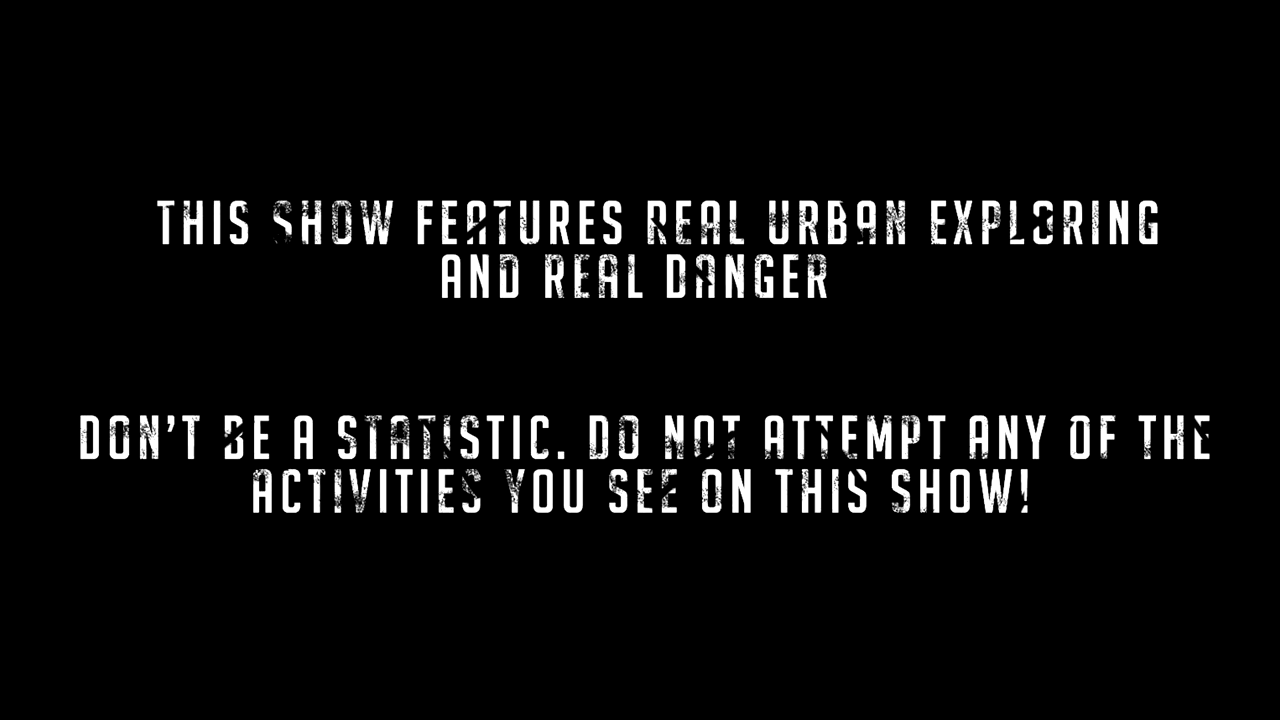 THIS SHOW FEATURES REAL URBAN EXPLORING
AND REAL DANGER
DON'T BE A STATISTIC. DO NOT ATTEMPT ANY OF THE
ACTIVITIES YOU SEE ON THIS SHOW!